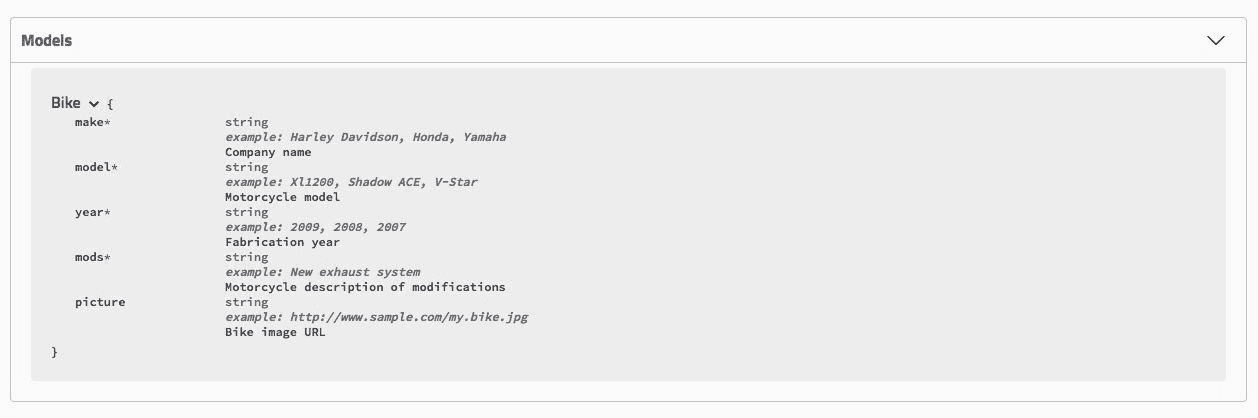 Models
Bike {
make* string
example: Harley Davidson, Honda, Yamaha
Company name
model* string
example: Xl1200, Shadow ACE, V-Star
Motorcycle model
year* string
example: 2009, 2008, 2007
Fabrication year
mods* string
example: New exhaust system
Motorcycle description of modifications
picture string
example: http://www.sample.com/my.bike.jpg
Bike image URL
}